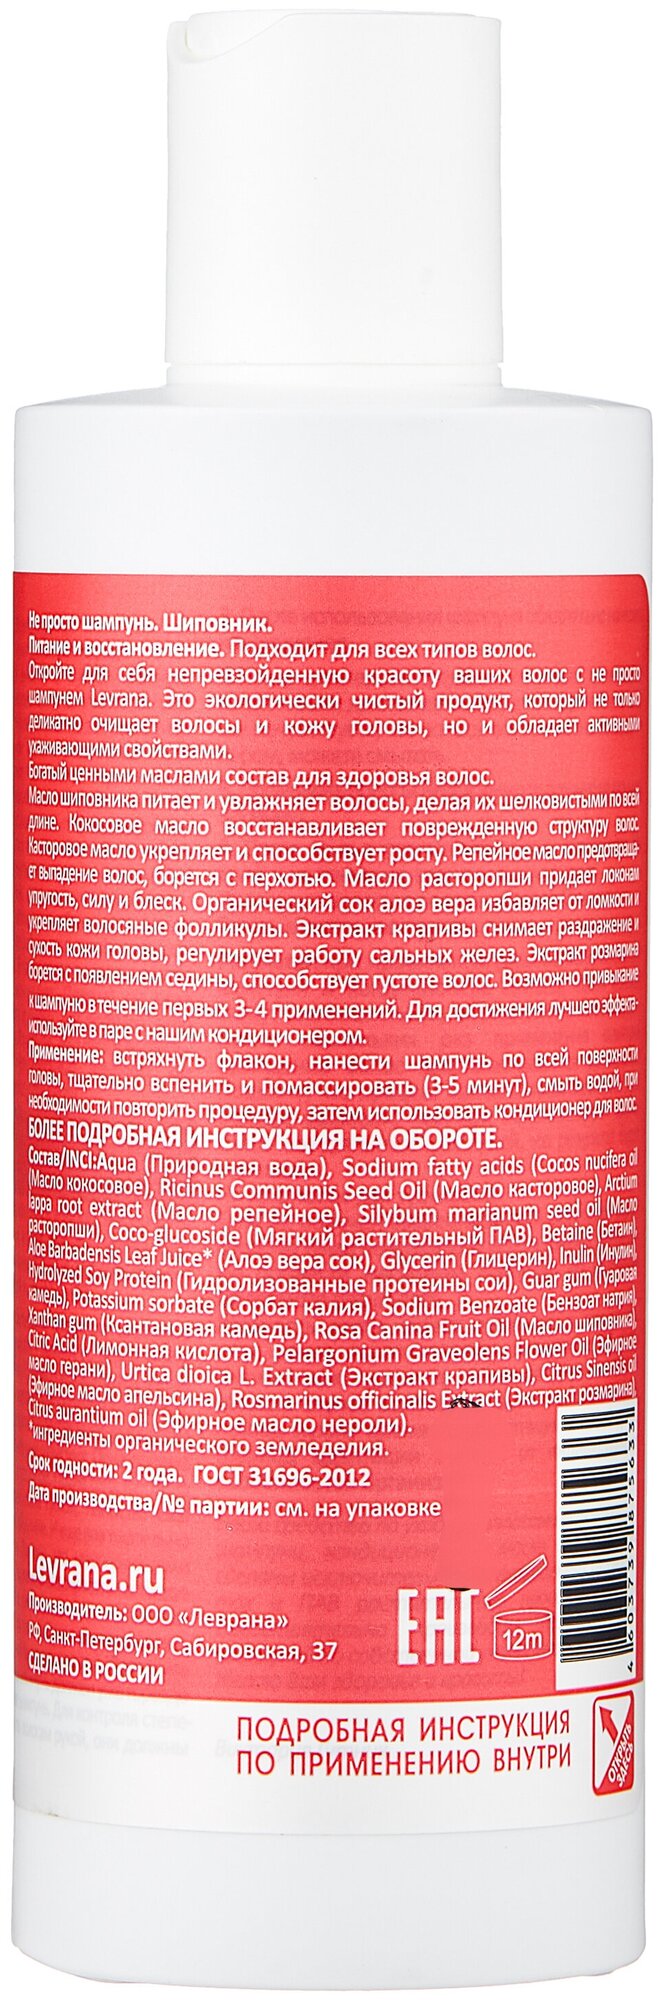 Не просто шампунь. Шиповник.
Питание и восстановление. Подходит для всех типов волос.
Откройте для себя непревзойденную красоту ваших волос с не просто
шампунем Levrana. Это экологически чистый продукт, который не только
деликатно очищает волосы и кожу головы, но и обладает активными
ухаживающими свойствами.
Богатый ценными маслами состав для здоровья волос.
Масло шиповника питает и увлажняет волосы, делая их шелковистыми по всей
длине. Кокосовое масло восстанавливает поврежденную структуру волос.
Касторовое масло укрепляет и способствует росту. Репейное масло предотвраща-
ет выпадение волос, борется с перхотью. Масло расторопши придает локонам
упругость, силу и блеск. Органический сок алоэ вера избавляет от ломкости и
укрепляет волосяные фолликулы. Экстракт крапивы снимает раздражение и
сухость кожи головы, регулирует работу сальных желез. Экстракт розмарина
борется с появлением седины, способствует густоте волос. Возможно привыкание
к шампуню в течение первых 3-4 применений. Для достижения лучшего эффекта-
используйте в паре с нашим кондиционером.
Применение: встряхнуть флакон, нанести шампунь по всей поверхности
головы, тщательно вспенить и помассировать (3-5 минут), смыть водой, при
необходимости повторить процедуру, затем использовать кондиционер для волос.
БОЛЕЕ ПОДРОБНАЯ ИНСТРУКЦИЯ НА ОБОРОТЕ.
Состав/INCI:Aqua (Природная вода), Sodium fatty acids (Cocos nucifera oil
(Масло кокосовое), Ricinus Communis Seed Oil (Масло касторовое), Arctium
lappa root extract (Масло репейное), Silybum marianum seed oil (Масло
расторопши), Coco-glucoside (Мягкий растительный ПАВ), Betaine (Бетаин),
Aloe Barbadensis Leaf Juice* (Алоэ вера сок), Glycerin (Глицерин), Inulin (Инулин),
Hydrolyzed Soy Protein (Гидролизованные протеины сои), Guar gum (Гуаровая
камедь), Potassium sorbate (Сорбат калия), Sodium Benzoate (Бензоат натрия),
Xanthan gum (Ксантановая камедь), Rosa Canina Fruit Oil (Масло шиповника),
Citric Acid (Лимонная кислота), Pelargonium Graveolens Flower Oil (Эфирное
масло герани), Urtica dioica L. Extract (Экстракт крапивы), Citrus Sinensis oil
(Эфирное масло апельсина), Rosmarinus officinalis Extract (Экстракт розмарина),
Citrus aurantium oil (Эфирное масло нероли).
*ингредиенты органического земледелия.
Срок годности: 2 года. ГОСТ 31696-2012
Дата производства/№ партии: см. на упаковке
Levrana.ru
Производитель: ООО «Леврана»
РФ, Санкт-Петербург, Сабировская, 37
СДЕЛАНО В РОССИИ
EAC
12m
4603739875633
ПОДРОБНАЯ ИНСТРУКЦИЯ
ПО ПРИМЕНЕНИЮ ВНУТРИ
ОТКРЫТЬ
ЗДЕСЬ